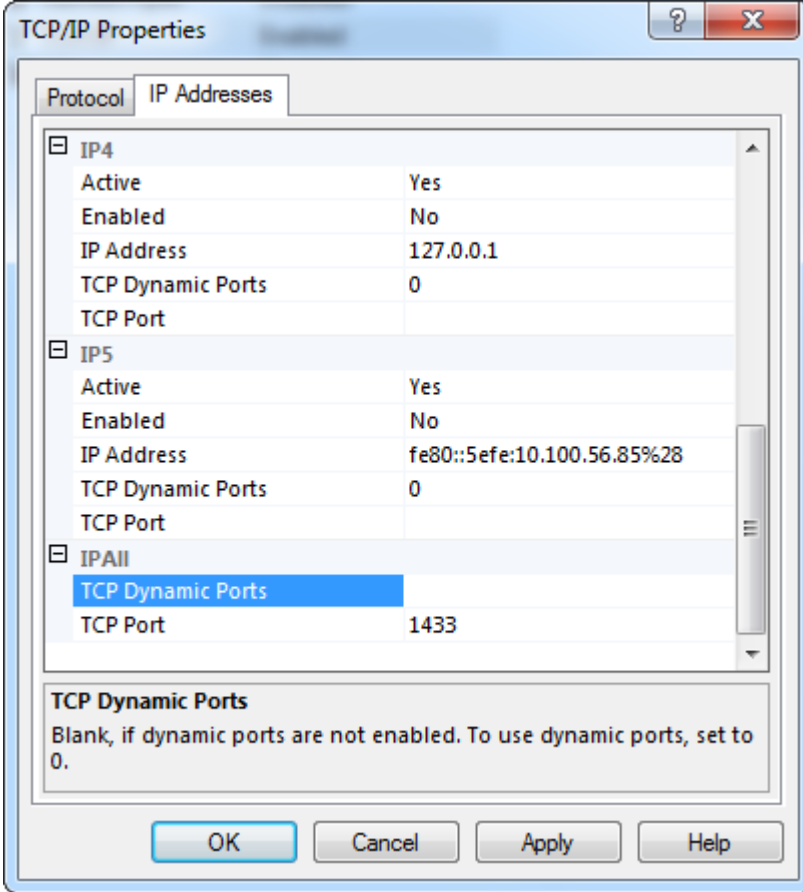 TCP/IP Properties
Enabled
Protocol IP Addresses
IP4
Active Yes
Enabled No
IP Address 127.0.0.1
TCP Dynamic Ports 0
TCP Port
IP5
Active Yes
Enabled No
IP Address fe80::5efe:10.100.56.85%28
TCP Dynamic Ports 0
TCP Port
IPAll
TCP Dynamic Ports
TCP Port 1433
TCP Dynamic Ports
Blank, if dynamic ports are not enabled. To use dynamic ports, set to
0.
OK Cancel Apply Help